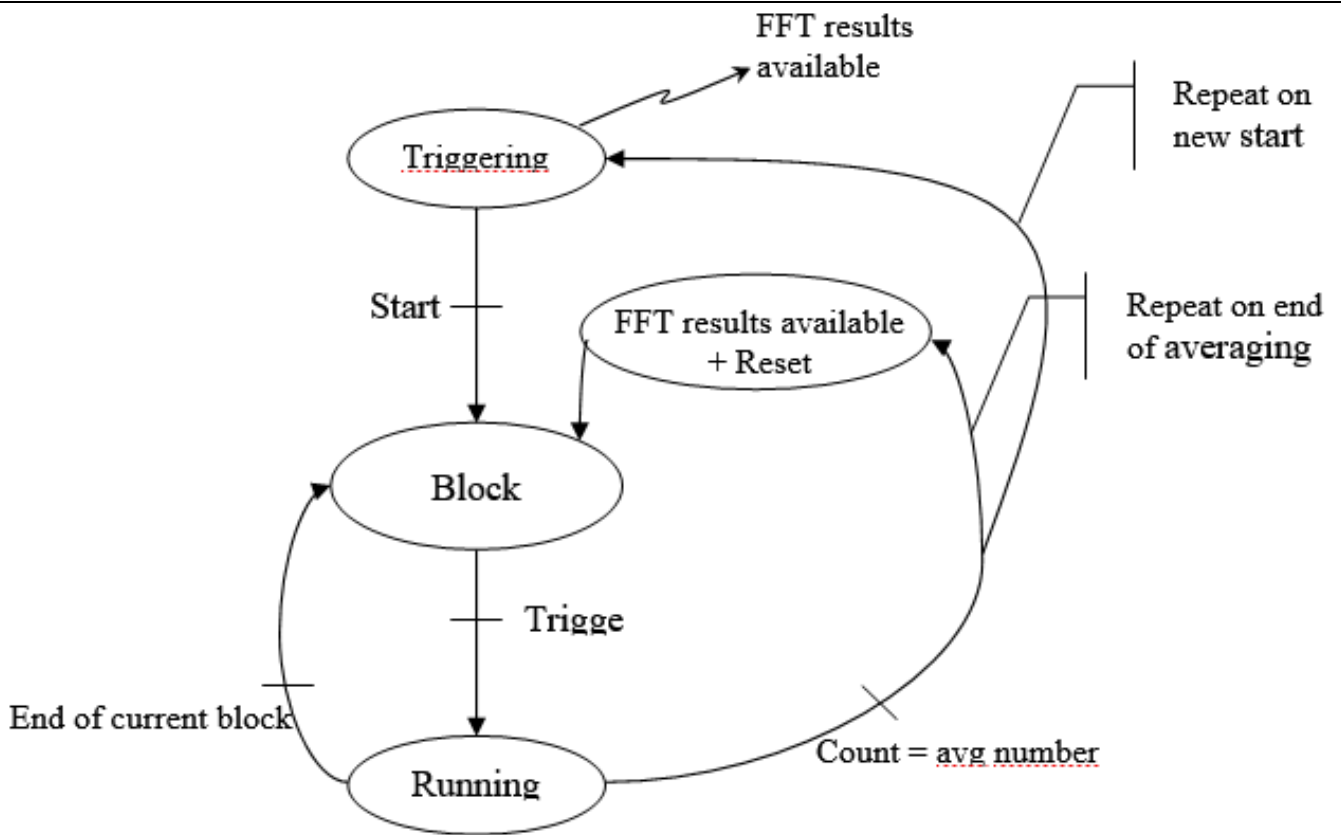 FFT results
available
Repeat on
new start
Triggering
Start
FFT results available
+ Reset
Repeat on end
of averaging
Block
Trigge
End of current block
Count = avg number
Running